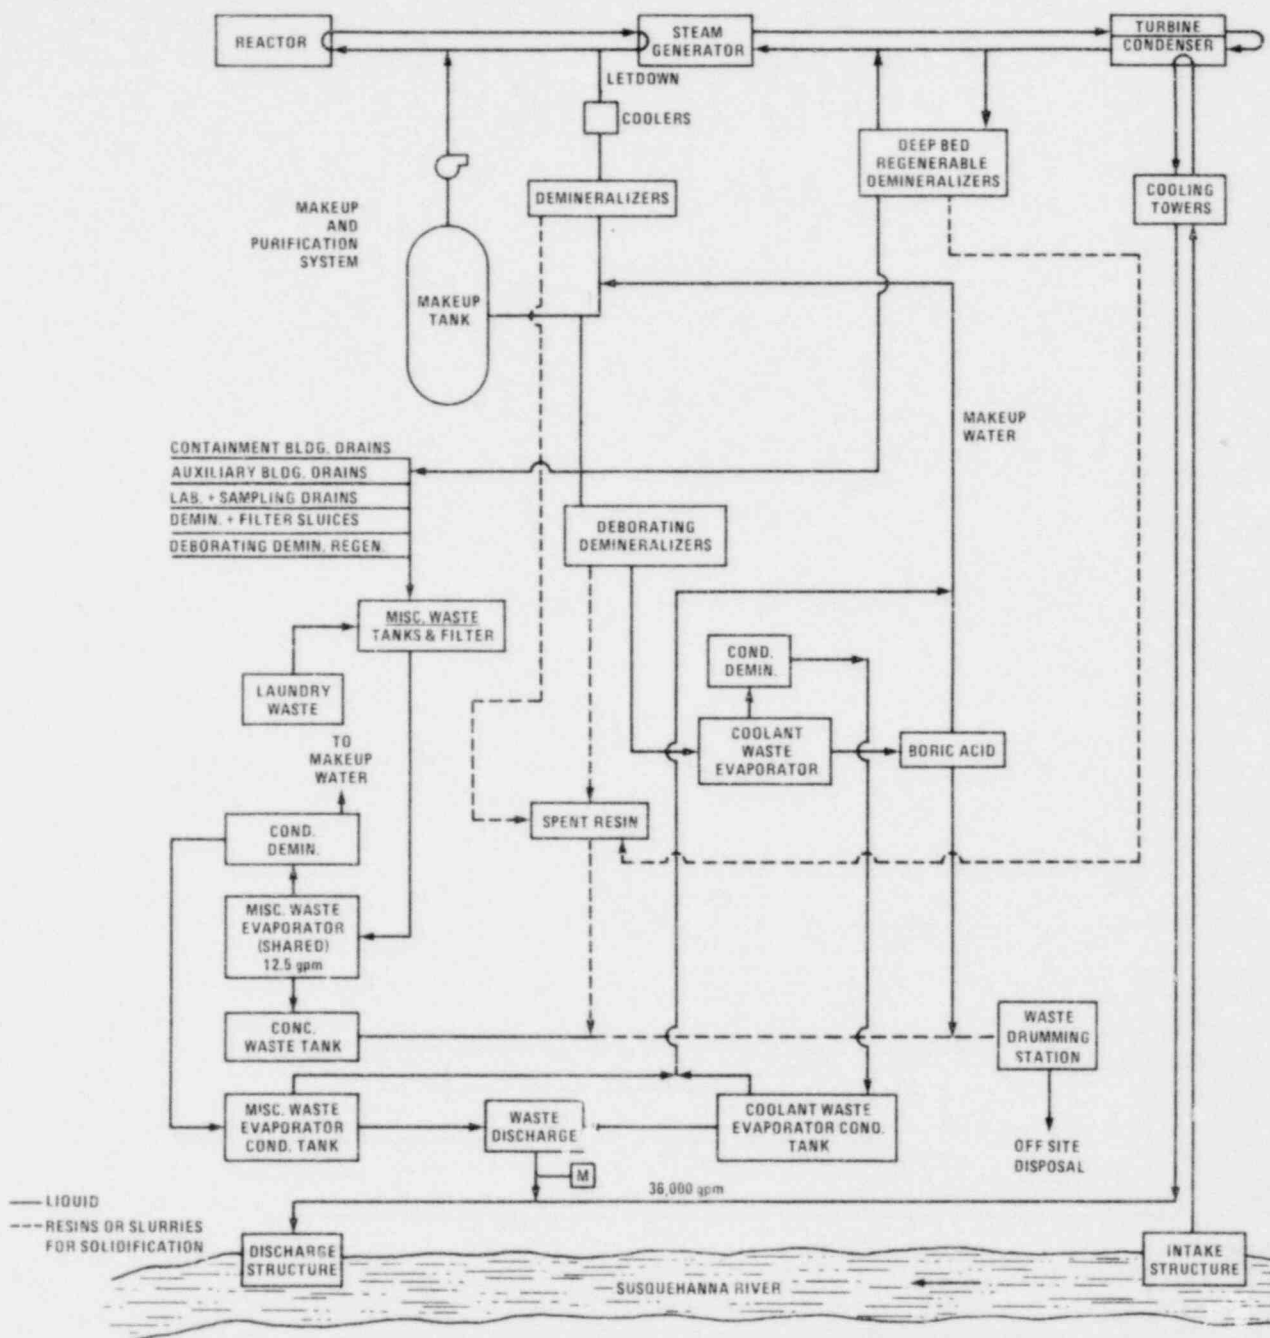 REACTOR
STEAM
GENERATOR
TURBINE
CONDENSER
LETDOWN
COOLERS
DEEP BED
REGENERABLE
DEMINERALIZERS
DEMINERALIZERS
COOLING
TOWERS
MAKEUP
AND
PURIFICATION
SYSTEM
MAKEUP
TANK
MAKEUP
WATER
CONTAINMENT BLDG. DRAINS
AUXILIARY BLDG. DRAINS
LAB. + SAMPLING DRAINS
DEMIN. + FILTER SLUICES
DEBORATING DEMIN. REGEN.
DEBORATING
DEMINERALIZERS
MISC. WASTE
TANKS & FILTER
LAUNDRY
WASTE
COND.
DEMIN.
COOLANT
WASTE
EVAPORATOR
BORIC ACID
TO
MAKEUP
WATER
SPENT RESIN
COND.
DEMIN.
MISC. WASTE
EVAPORATOR
(SHARED)
12.5 gpm
CONC.
WASTE TANK
WASTE
DRUMMING
STATION
MISC. WASTE
EVAPORATOR
COND. TANK
WASTE
DISCHARGE
COOLANT WASTE
EVAPORATOR COND.
TANK
OFF SITE
DISPOSAL
M
36,000 gpm
LIQUID
RESINS OR SLURRIES
FOR SOLIDIFICATION
DISCHARGE
STRUCTURE
INTAKE
STRUCTURE
SUSQUEHANNA RIVER